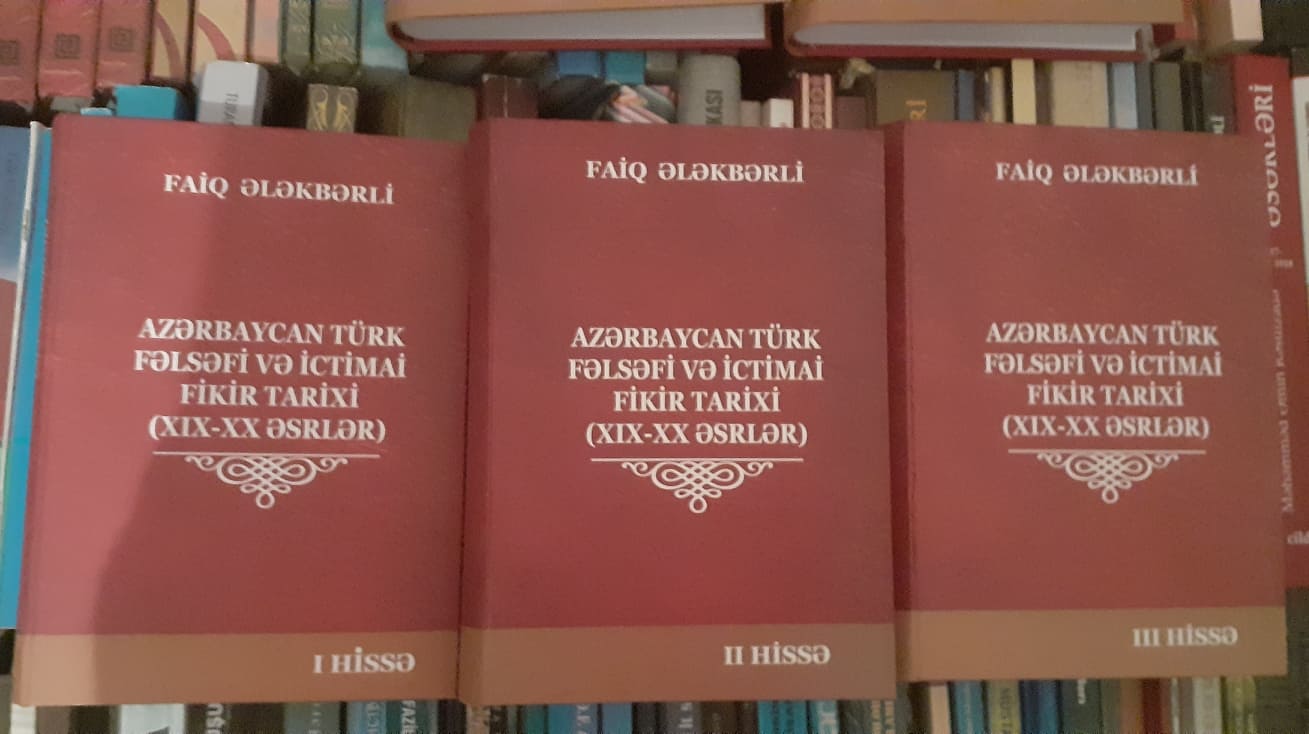 FAİQ ƏLƏKBƏRLİ
AZƏRBAYCAN TÜRK
FƏLSƏFİ VƏ İCTİMAİ
FİKİR TARİXİ
(XIX-XX ƏSRLƏR)
I HİSSƏ
FAİQ ƏLƏKBƏRLİ
AZƏRBAYCAN TÜRK
FƏLSƏFİ VƏ İCTİMAİ
FİKİR TARİXİ
(XIX-XX ƏSRLƏR)
II HİSSƏ
FAİQ ƏLƏKBƏRLİ
AZƏRBAYCAN TÜRK
FƏLSƏFİ VƏ İCTİMAİ
FİKİR TARİXİ
(XIX-XX ƏSRLƏR)
III HİSSƏ
ƏSƏRLƏRİ